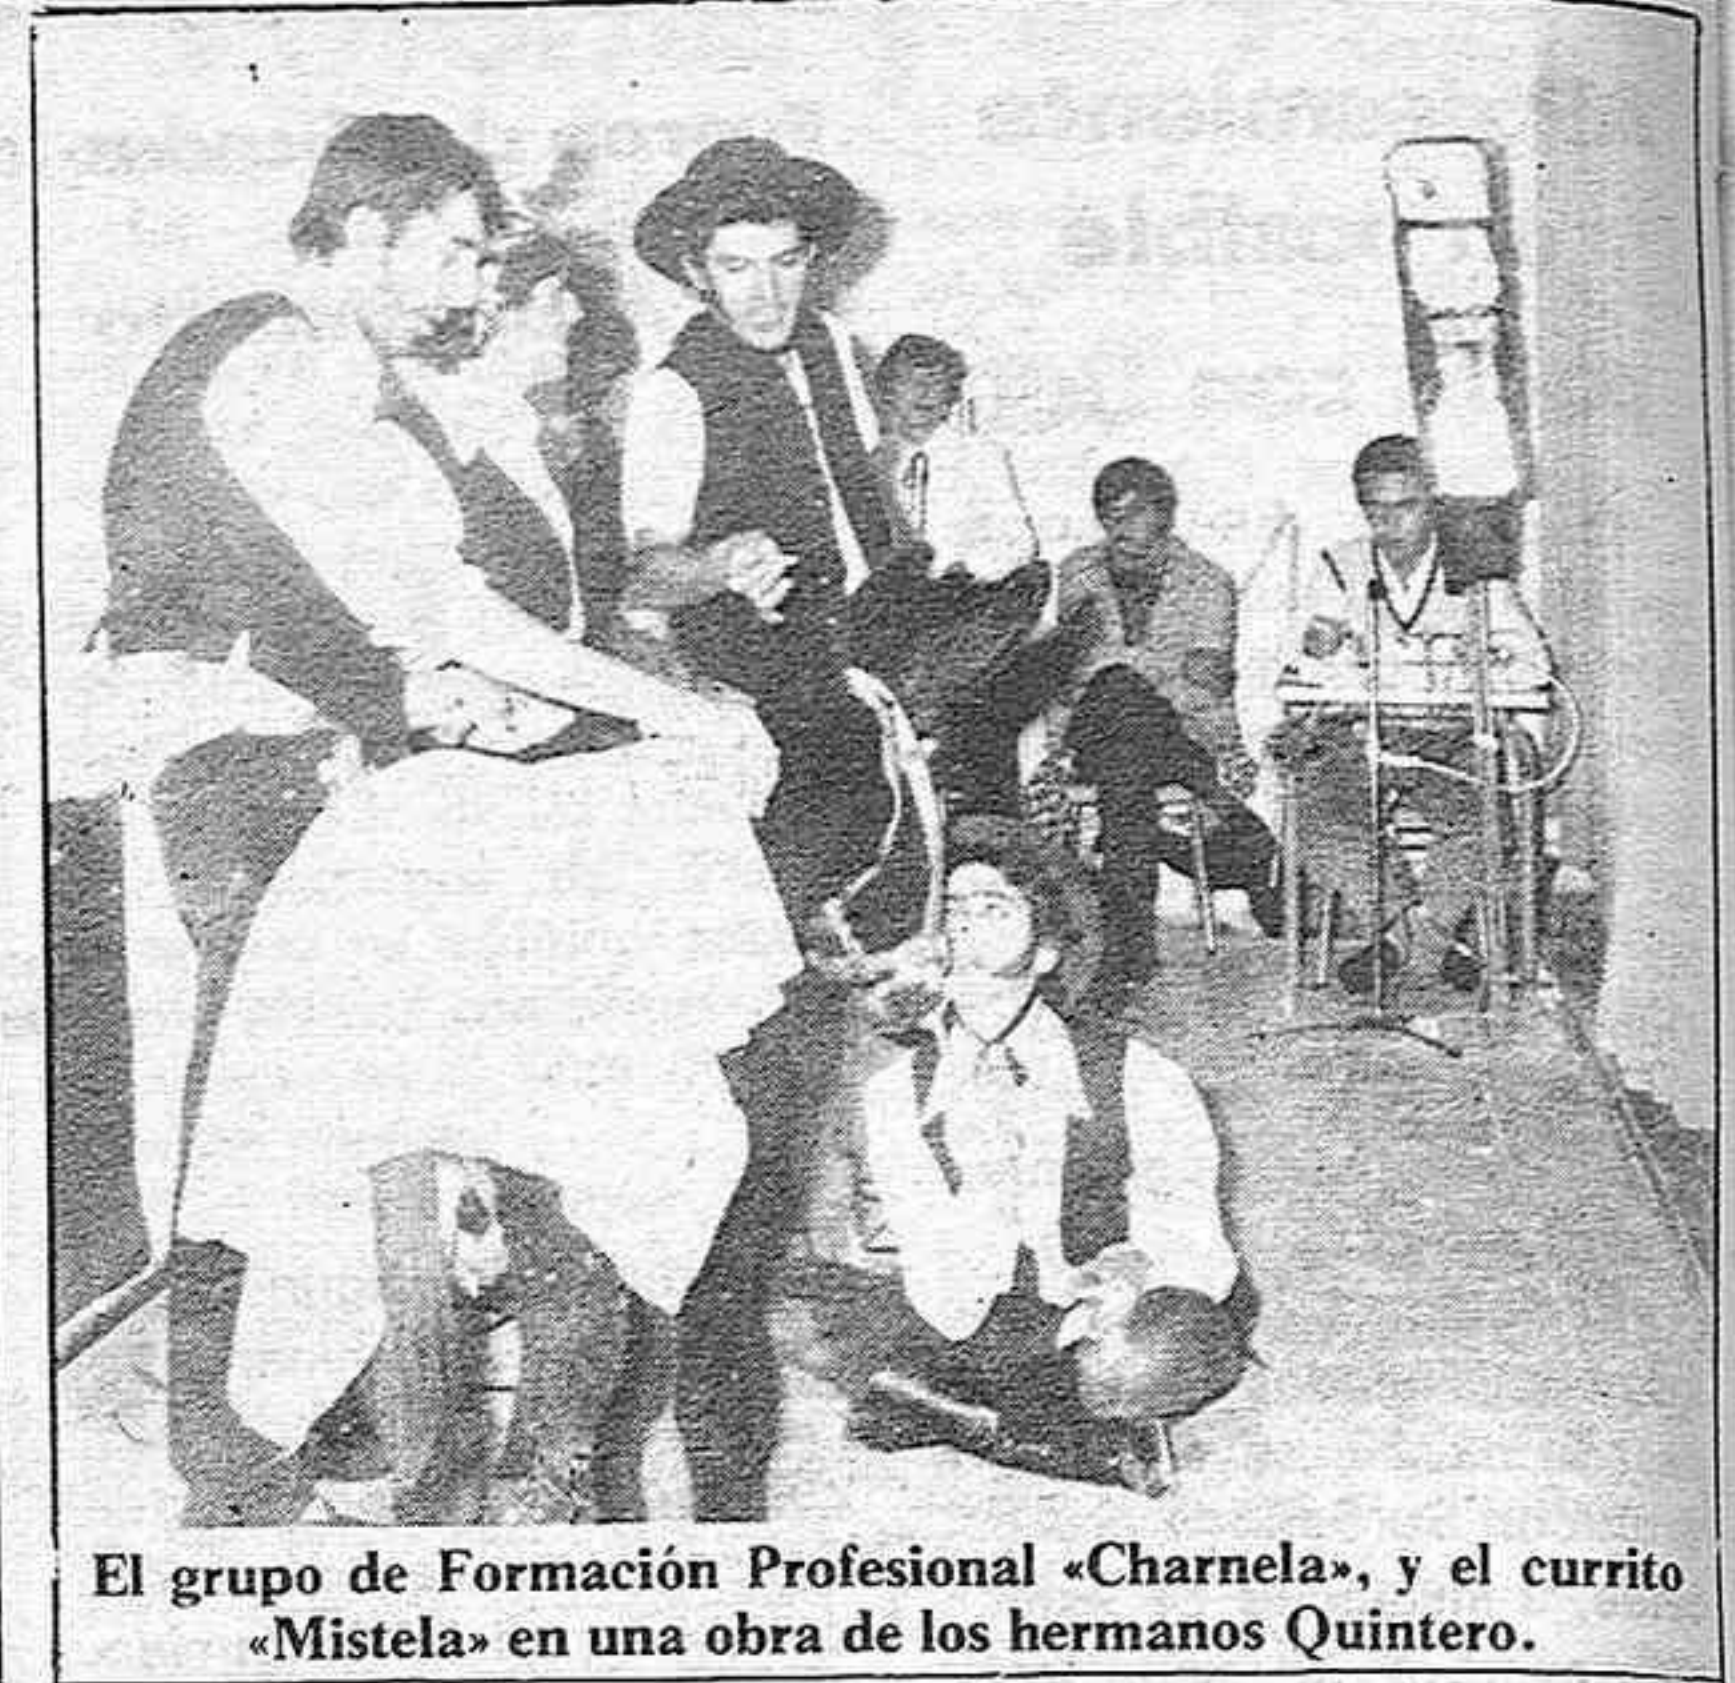 El grupo de Formación Profesional «Charnela», y el currito
«Mistela» en una obra de los hermanos Quintero.